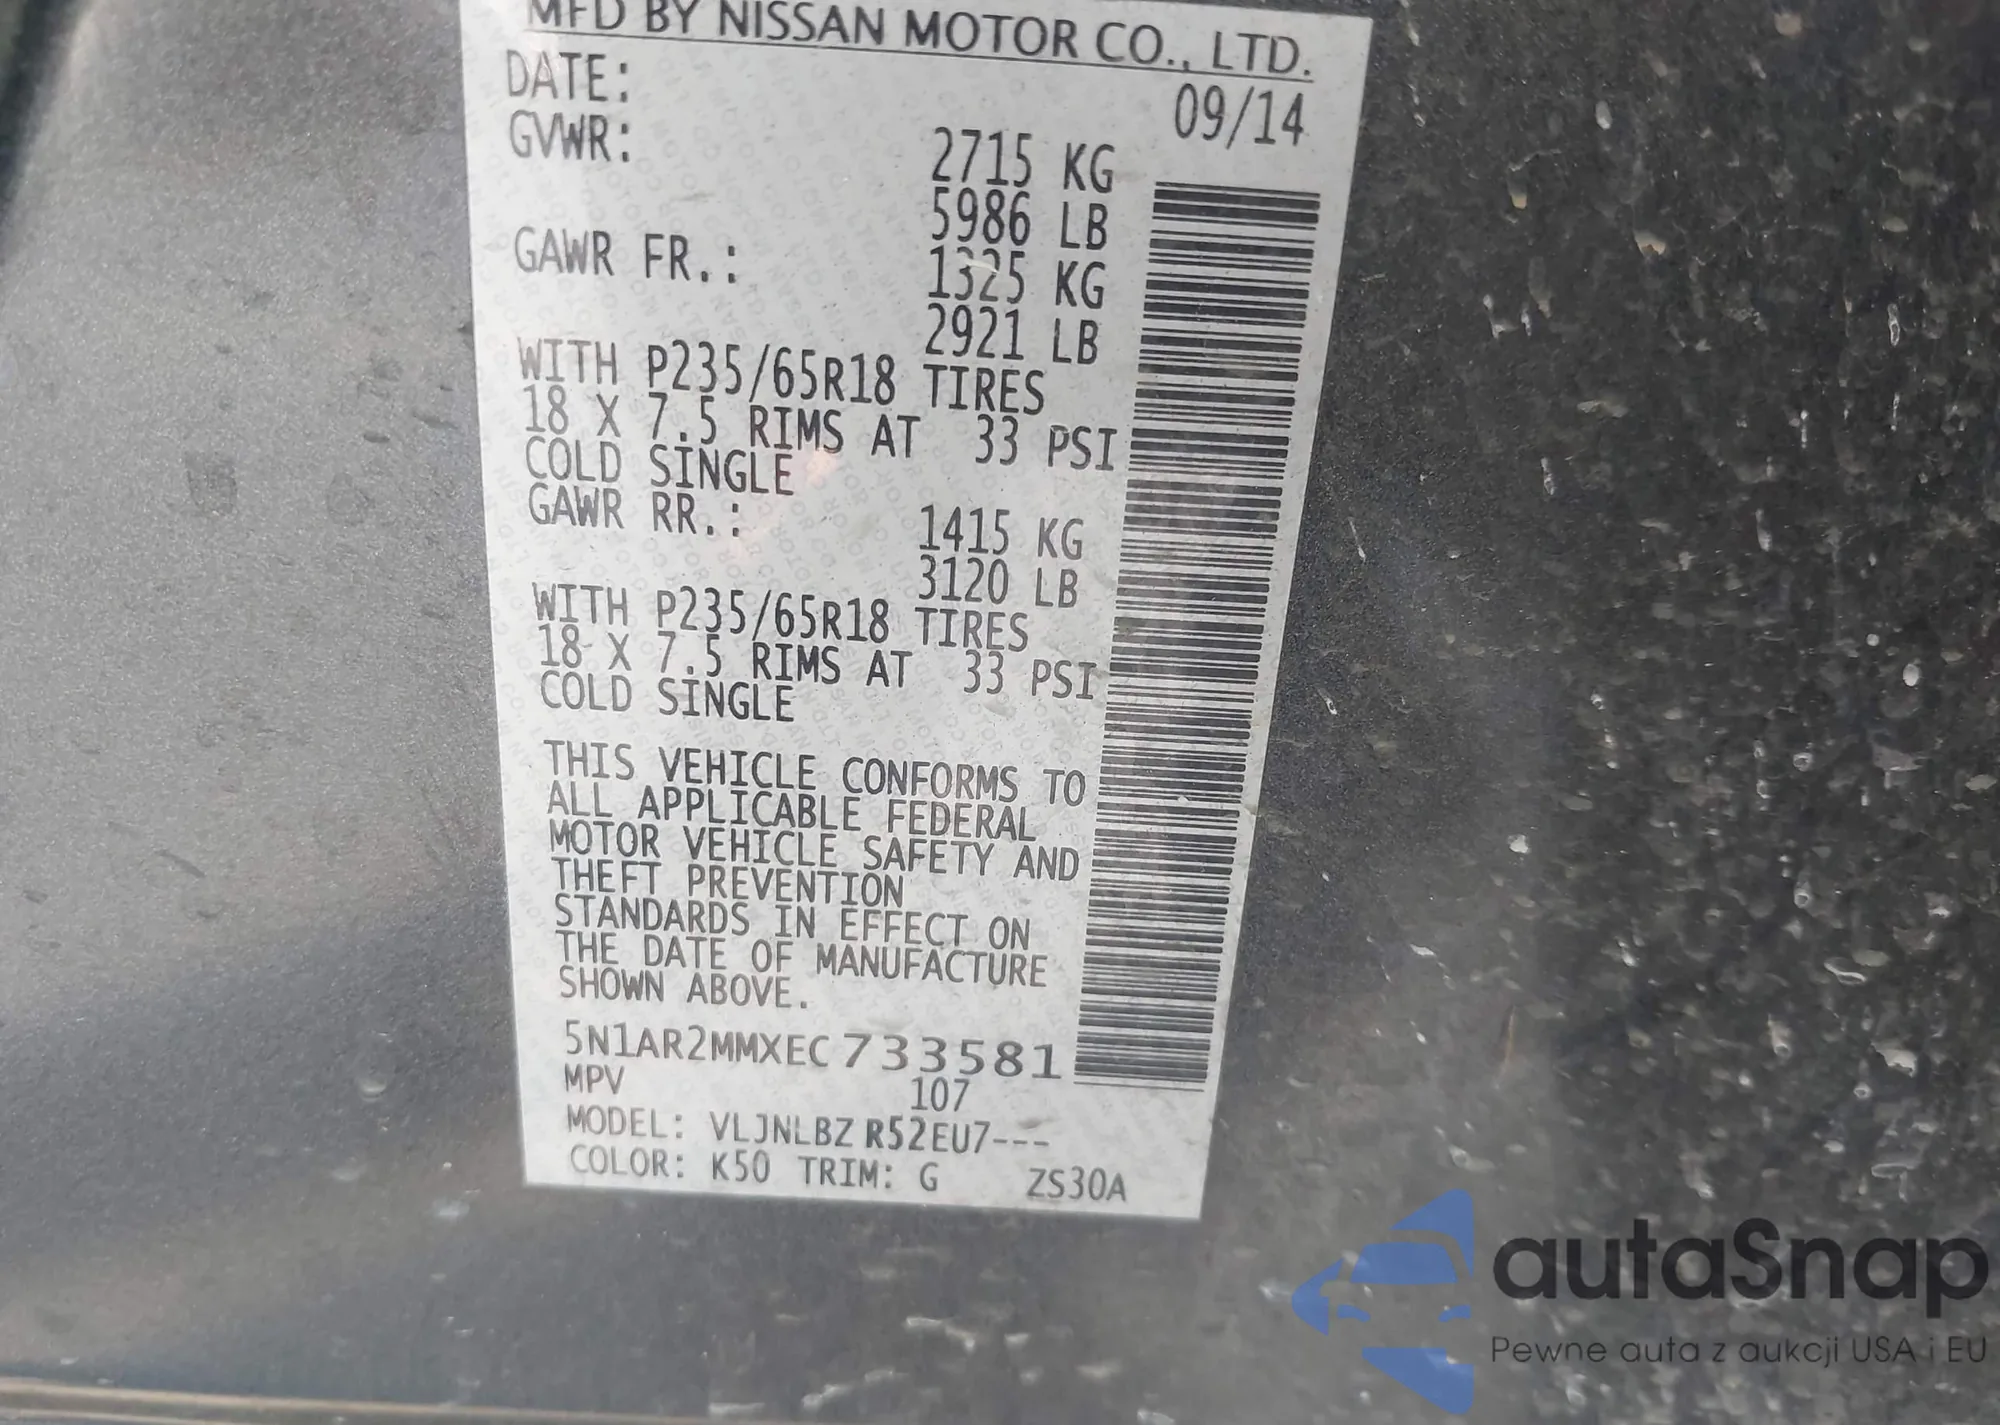 MFD BY NISSAN MOTOR CO., LTD.
DATE: 09/14
GVWR: 2715 KG
5986 LB
GAWR FR.: 1325 KG
2921 LB
WITH P235/65R18 TIRES
18 X 7.5 RIMS AT 33 PSI
COLD SINGLE
GAWR RR.: 1415 KG
3120 LB
WITH P235/65R18 TIRES
18 X 7.5 RIMS AT 33 PSI
COLD SINGLE
THIS VEHICLE CONFORMS TO
ALL APPLICABLE FEDERAL
MOTOR VEHICLE SAFETY AND
THEFT PREVENTION
STANDARDS IN EFFECT ON
THE DATE OF MANUFACTURE
SHOWN ABOVE.
5N1AR2MMXEC733581
MPV 107
MODEL: VLJNLBZ R52EU7---
COLOR: K50 TRIM: G ZS30A
autaSnap
Pewne auta z aukcji USA i EU